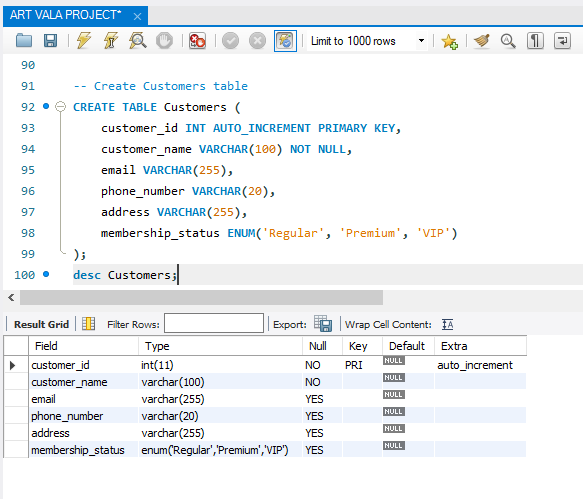 ART VALA PROJECT* ×
Limit to 1000 rows
90
91 -- Create Customers table
92 CREATE TABLE Customers (
93 customer_id INT AUTO_INCREMENT PRIMARY KEY,
94 customer_name VARCHAR(100) NOT NULL,
95 email VARCHAR(255),
96 phone_number VARCHAR(20),
97 address VARCHAR(255),
98 membership_status ENUM('Regular', 'Premium', 'VIP')
99 );
100 desc Customers;
Result Grid Filter Rows: Export: Wrap Cell Content: IA
Field Type Null Key Default Extra
customer_id int(11) NO PRI NULL auto_increment
customer_name varchar(100) NO NULL
email varchar(255) YES NULL
phone_number varchar(20) YES NULL
address varchar(255) YES NULL
membership_status enum('Regular','Premium','VIP') YES NULL